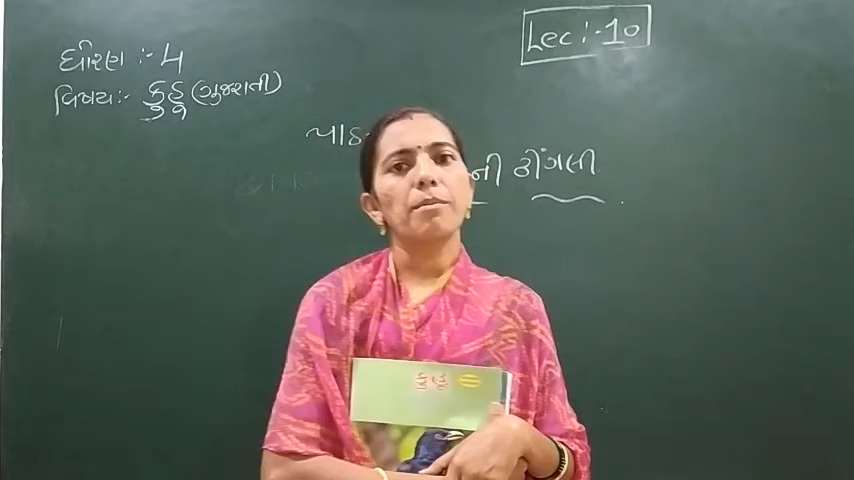 Lec :- 10
ધોરણ :- 4
વિષય :- કુહૂ (ગુજરાતી)
પાઠ
ની ઢીંગલી
કુહૂ